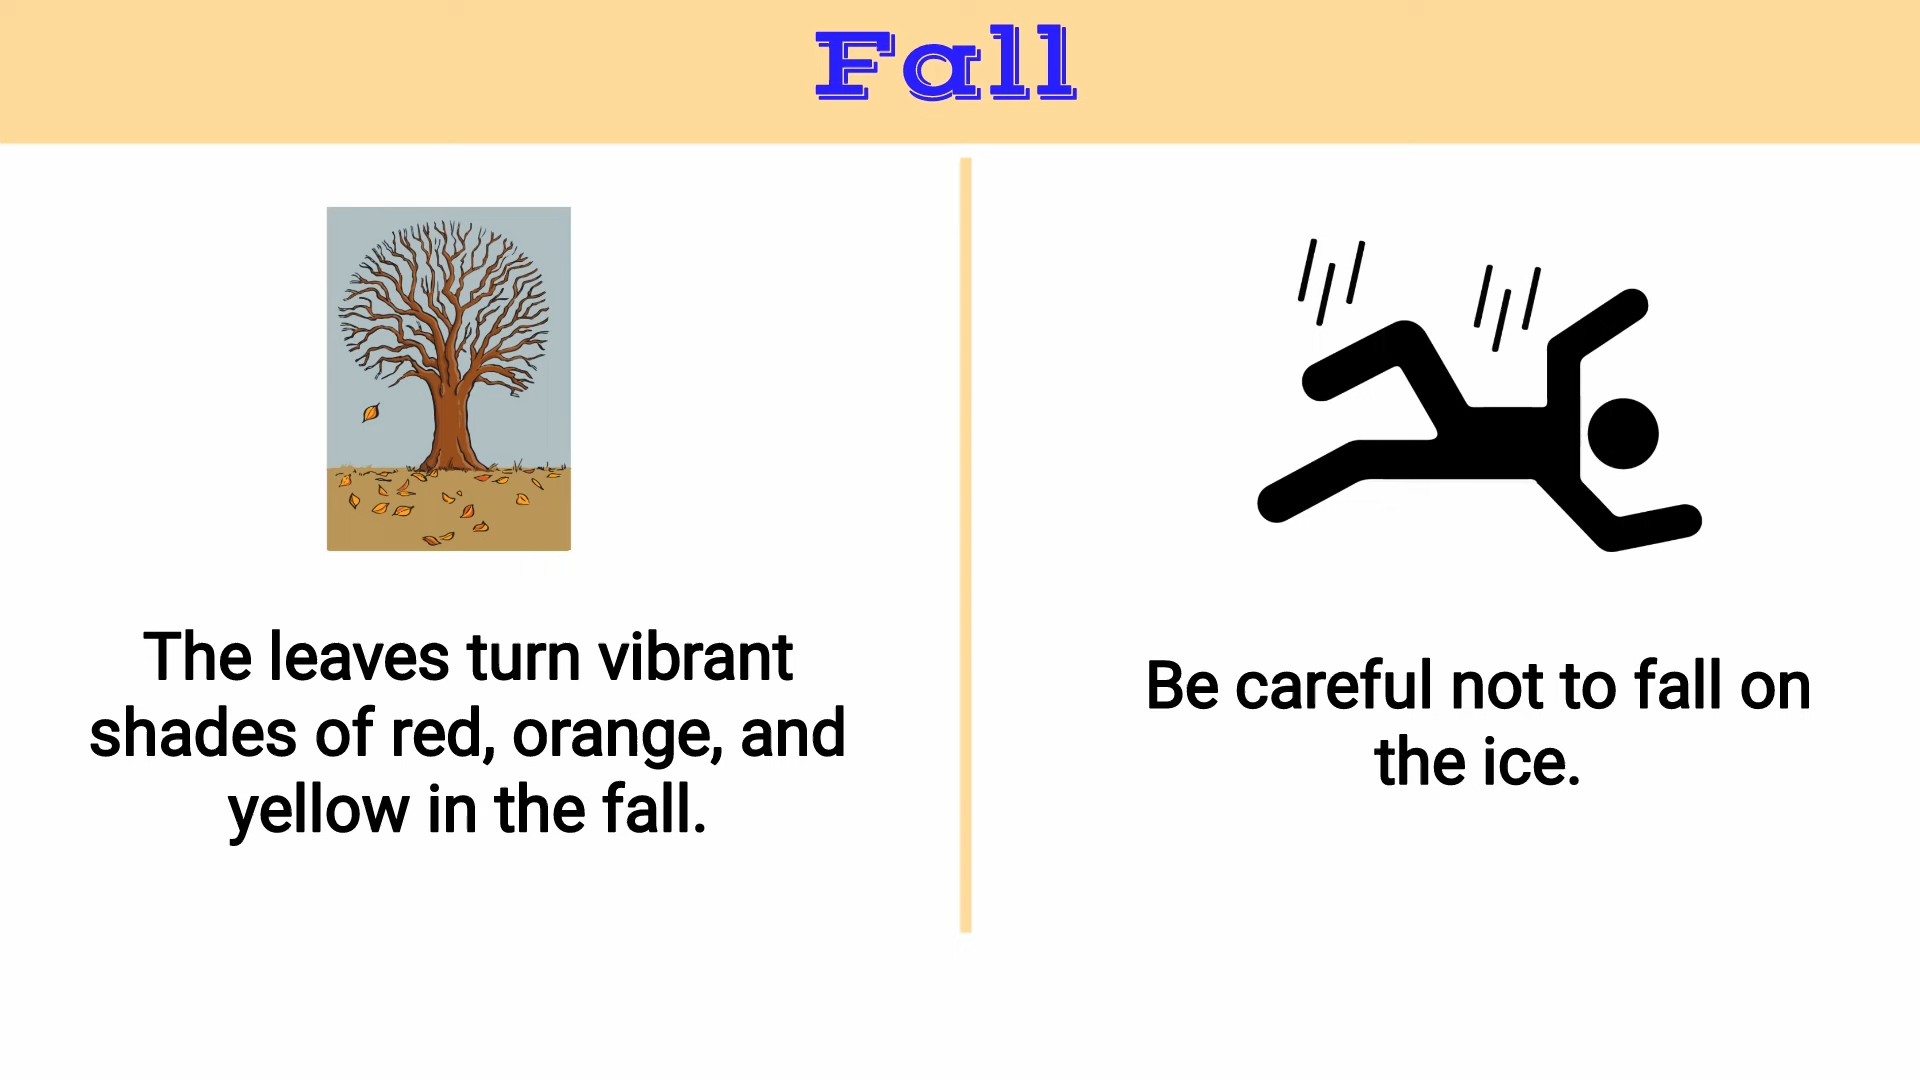 Fall
The leaves turn vibrant
shades of red, orange, and
yellow in the fall.
Be careful not to fall on
the ice.